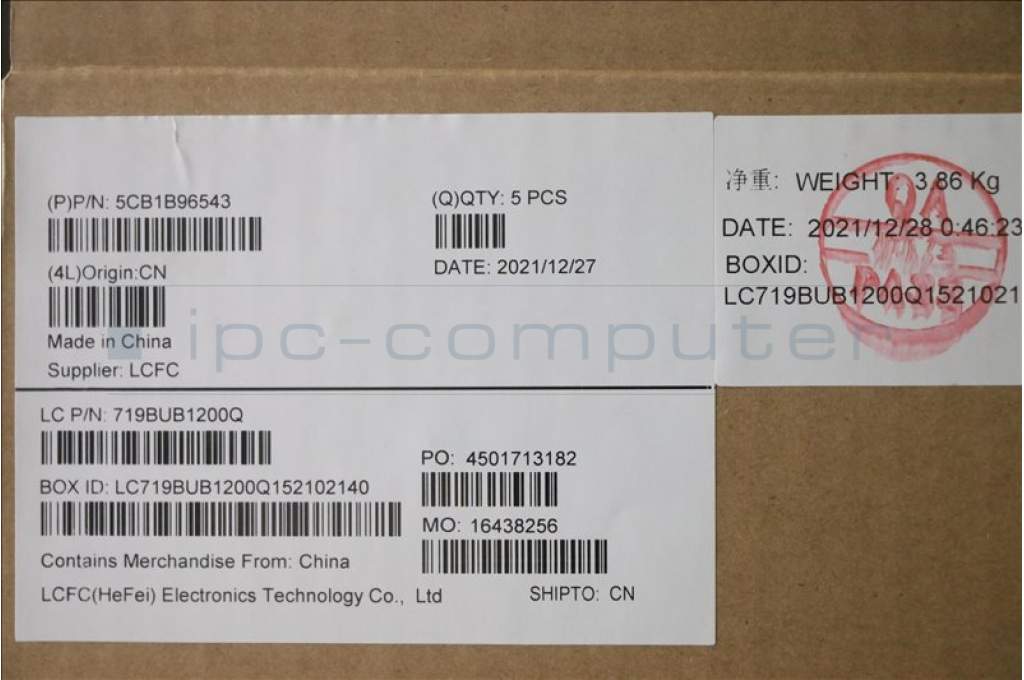 (P)P/N: 5CB1B96543
(Q)QTY: 5 PCS
(4L)Origin:CN
DATE: 2021/12/27
Made in China
Supplier: LCFC
净重: WEIGHT 3.86 Kg
DATE: 2021/12/28 0:46:23
BOXID:
LC719BUB1200Q1521021
QA
PASS
ipc-computer
LC P/N: 719BUB1200Q
PO: 4501713182
BOX ID: LC719BUB1200Q152102140
MO: 16438256
Contains Merchandise From: China
LCFC(HeFei) Electronics Technology Co., Ltd
SHIPTO: CN